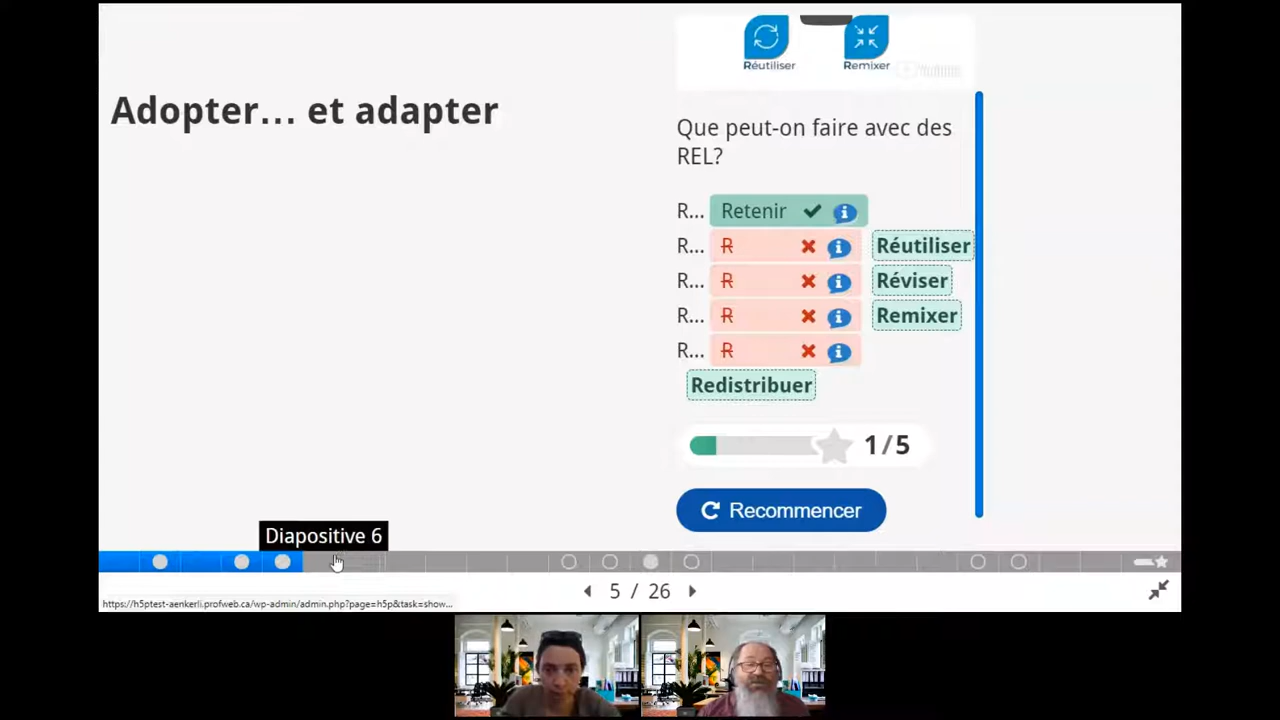 Réutiliser
Remixer
Adopter... et adapter
Que peut-on faire avec des
REL?
R... Retenir
R... R Réutiliser
R... R Réviser
R... R Remixer
R... R
Redistribuer
1/5
Recommencer
Diapositive 6
5 / 26
https://h5ptest-aenkerli.profweb.ca/wp-admin/admin.php?page=h5p&task=show...